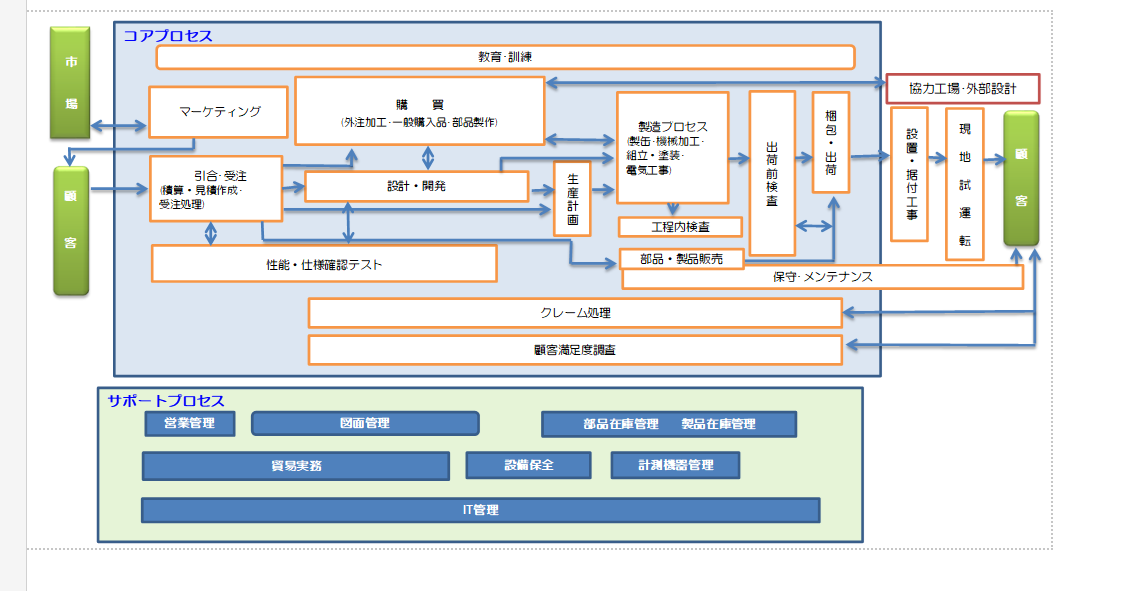 コアプロセス
教育・訓練
市場
マーケティング
購　買
(外注加工・一般購入品・部品製作)
協力工場・外部設計
製造プロセス
(製缶・機械加工・
組立・塗装・
電気工事)
出荷前検査
梱包・出荷
設置・据付工事
現地試運転
顧客
顧客
引合・受注
(積算・見積作成・
受注処理)
設計・開発
生産計画
工程内検査
性能・仕様確認テスト
部品・製品販売
保守・メンテナンス
クレーム処理
顧客満足度調査
サポートプロセス
営業管理
図面管理
部品在庫管理　製品在庫管理
貿易実務
設備保全
計測機器管理
IT管理